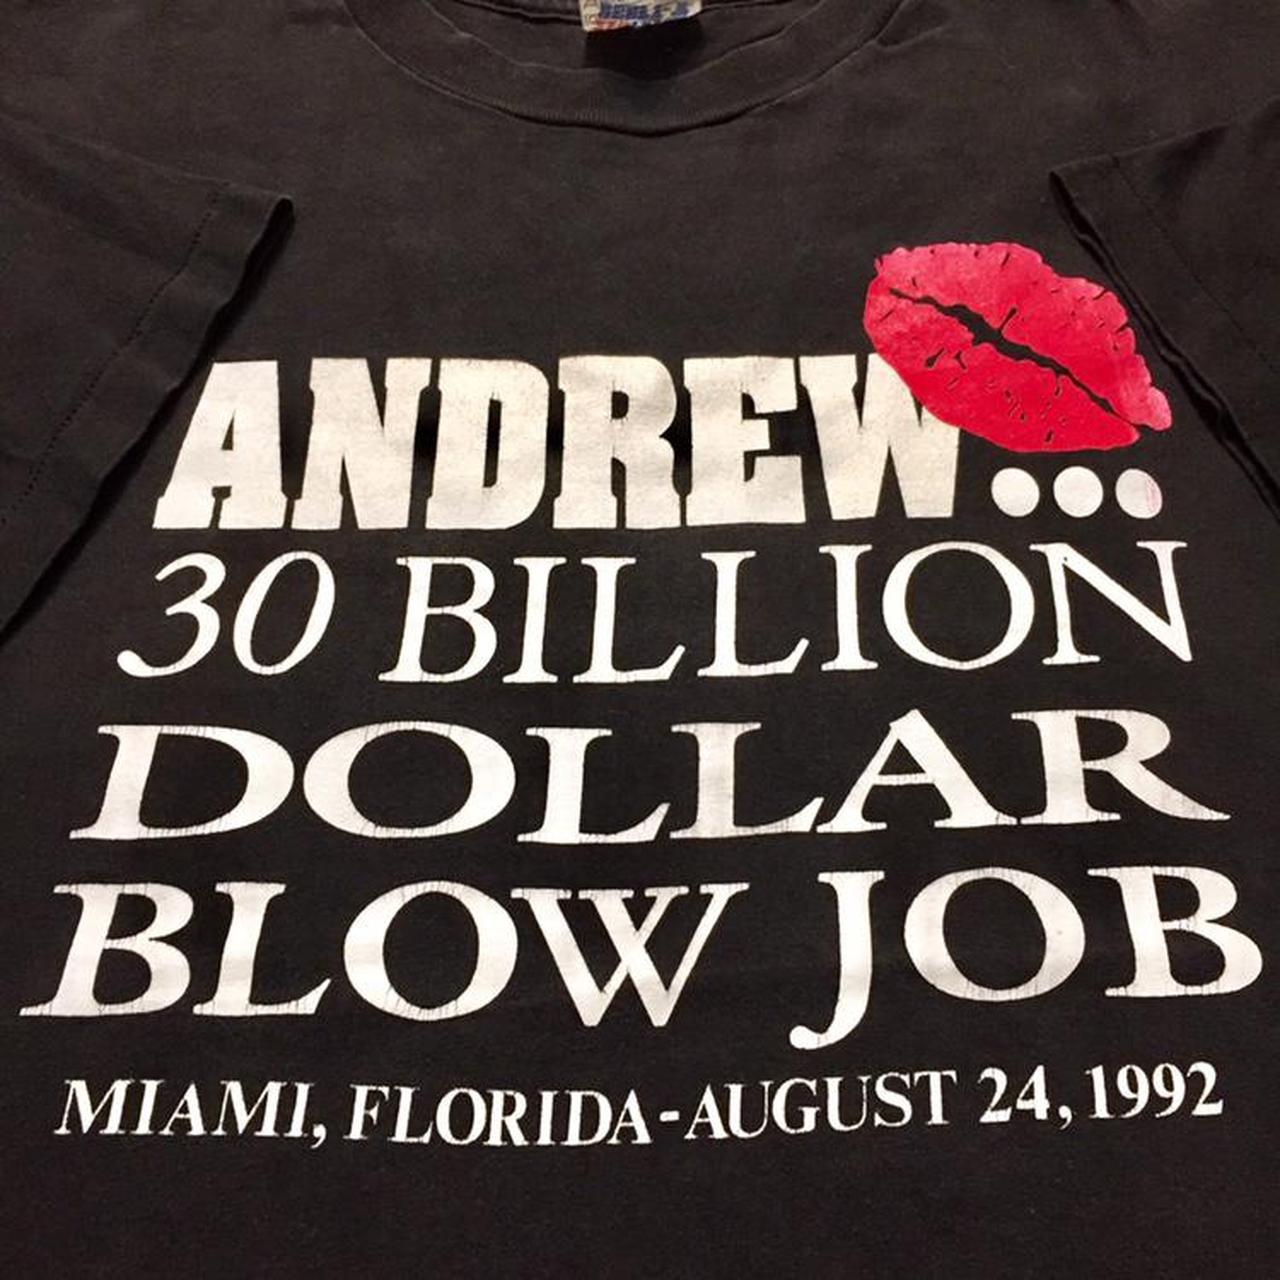 ANDREW...
30 BILLION
DOLLAR
BLOW JOB
MIAMI, FLORIDA-AUGUST 24, 1992